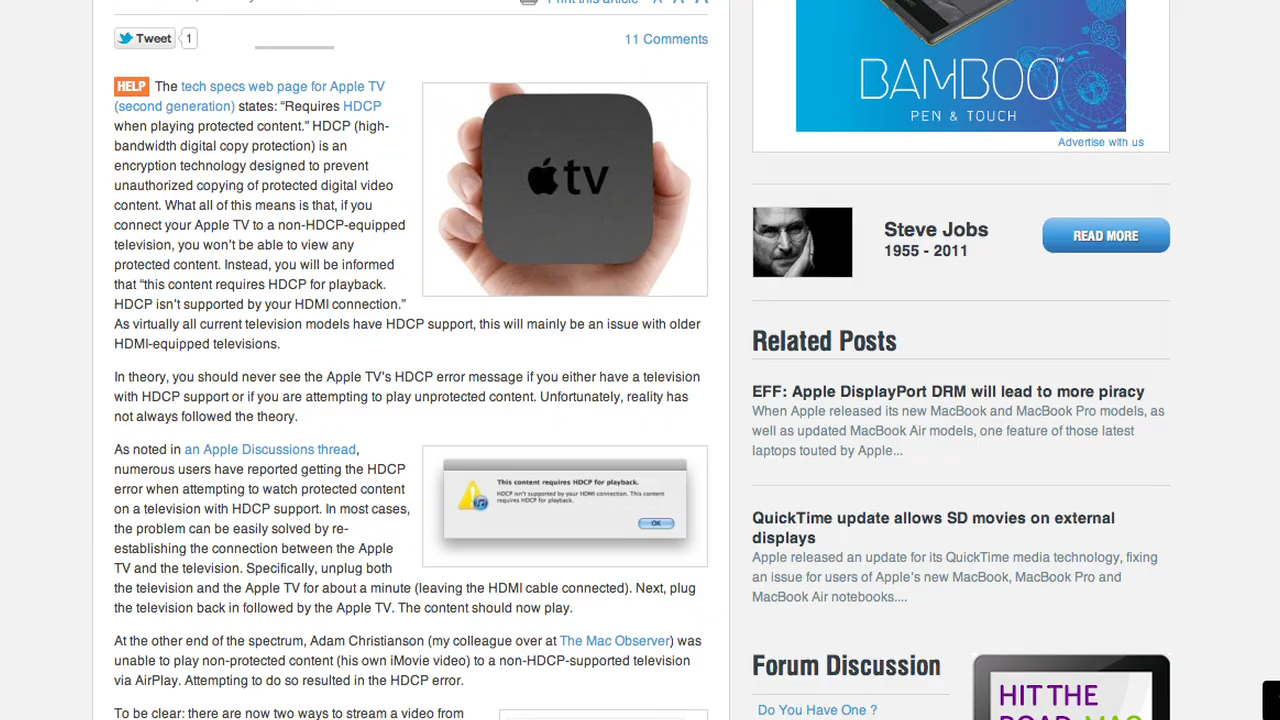 Print this article
A A A
Tweet
1
11 Comments
HELP The tech specs web page for Apple TV
(second generation) states: “Requires HDCP
when playing protected content.” HDCP (high-
bandwidth digital copy protection) is an
encryption technology designed to prevent
unauthorized copying of protected digital video
content. What all of this means is that, if you
connect your Apple TV to a non-HDCP-equipped
television, you won’t be able to view any
protected content. Instead, you will be informed
that “this content requires HDCP for playback.
HDCP isn’t supported by your HDMI connection.”
As virtually all current television models have HDCP support, this will mainly be an issue with older
HDMI-equipped televisions.
tv
In theory, you should never see the Apple TV’s HDCP error message if you either have a television
with HDCP support or if you are attempting to play unprotected content. Unfortunately, reality has
not always followed the theory.
As noted in an Apple Discussions thread,
numerous users have reported getting the HDCP
error when attempting to watch protected content
on a television with HDCP support. In most cases,
the problem can be easily solved by re-
establishing the connection between the Apple
TV and the television. Specifically, unplug both
the television and the Apple TV for about a minute (leaving the HDMI cable connected). Next, plug
the television back in followed by the Apple TV. The content should now play.
This content requires HDCP for playback.
HDCP isn't supported by your HDMI connection. This content
requires HDCP for playback.
OK
At the other end of the spectrum, Adam Christianson (my colleague over at The Mac Observer) was
unable to play non-protected content (his own iMovie video) to a non-HDCP-supported television
via AirPlay. Attempting to do so resulted in the HDCP error.
To be clear: there are now two ways to stream a video from
BAMBOO™
PEN & TOUCH
Advertise with us
Steve Jobs
1955 - 2011
READ MORE
Related Posts
EFF: Apple DisplayPort DRM will lead to more piracy
When Apple released its new MacBook and MacBook Pro models, as
well as updated MacBook Air models, one feature of those latest
laptops touted by Apple...
QuickTime update allows SD movies on external
displays
Apple released an update for its QuickTime media technology, fixing
an issue for users of Apple’s new MacBook, MacBook Pro and
MacBook Air notebooks....
Forum Discussion
Do You Have One ?
HIT THE
ROAD, MAC